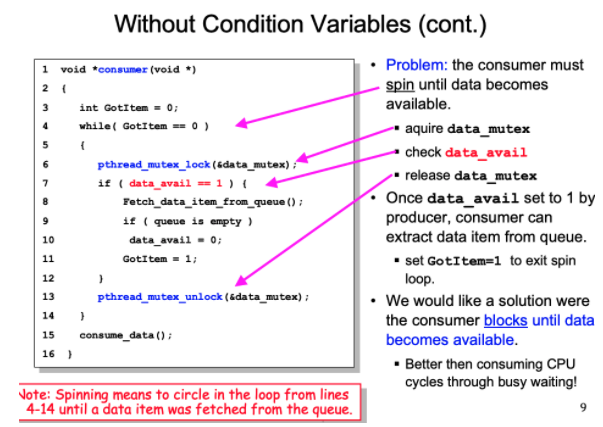 Without Condition Variables (cont.)
1 void *consumer(void *)
2 {
3 int GotItem = 0;
4 while( GotItem == 0 )
5 {
6 pthread_mutex_lock(&data_mutex);
7 if ( data_avail == 1 ) {
8 Fetch_data_item_from_queue();
9 if ( queue is empty )
10 data_avail = 0;
11 GotItem = 1;
12 }
13 pthread_mutex_unlock(&data_mutex);
14 }
15 consume_data();
16 }
Note: Spinning means to circle in the loop from lines
4-14 until a data item was fetched from the queue.
• Problem: the consumer must
spin until data becomes
available.
▪ aquire data_mutex
▪ check data_avail
▪ release data_mutex
• Once data_avail set to 1 by
producer, consumer can
extract data item from queue.
▪ set GotItem=1 to exit spin
loop.
• We would like a solution were
the consumer blocks until data
becomes available.
▪ Better then consuming CPU
cycles through busy waiting!
9